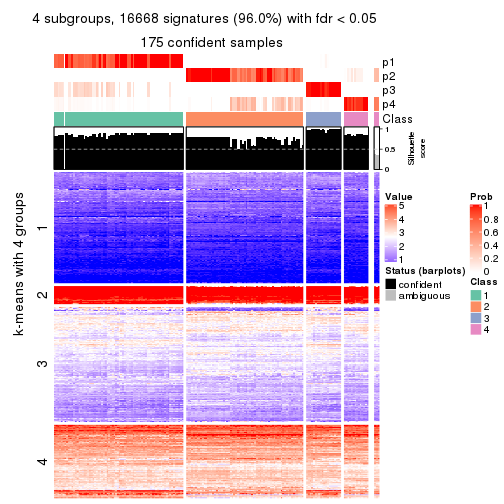 4 subgroups, 16668 signatures (96.0%) with fdr < 0.05
175 confident samples
p1
p2
p3
p4
Class
1
0.5
0
Silhouette
score
k-means with 4 groups
1
2
3
4
Value
5
4
3
2
1
Status (barplots)
confident
ambiguous
Prob
1
0.8
0.6
0.4
0.2
0
Class
1
2
3
4